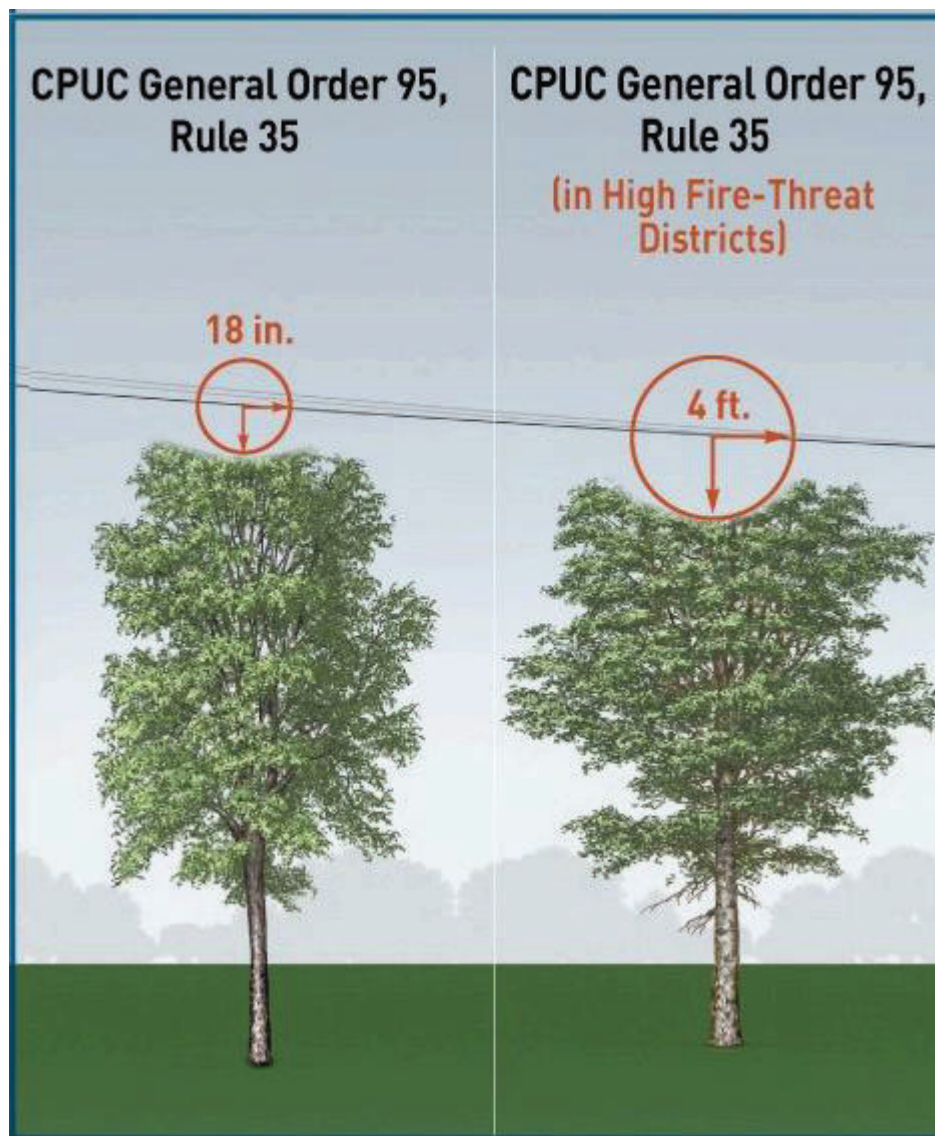 CPUC General Order 95,
Rule 35
18 in.
CPUC General Order 95,
Rule 35
(in High Fire-Threat
Districts)
4 ft.